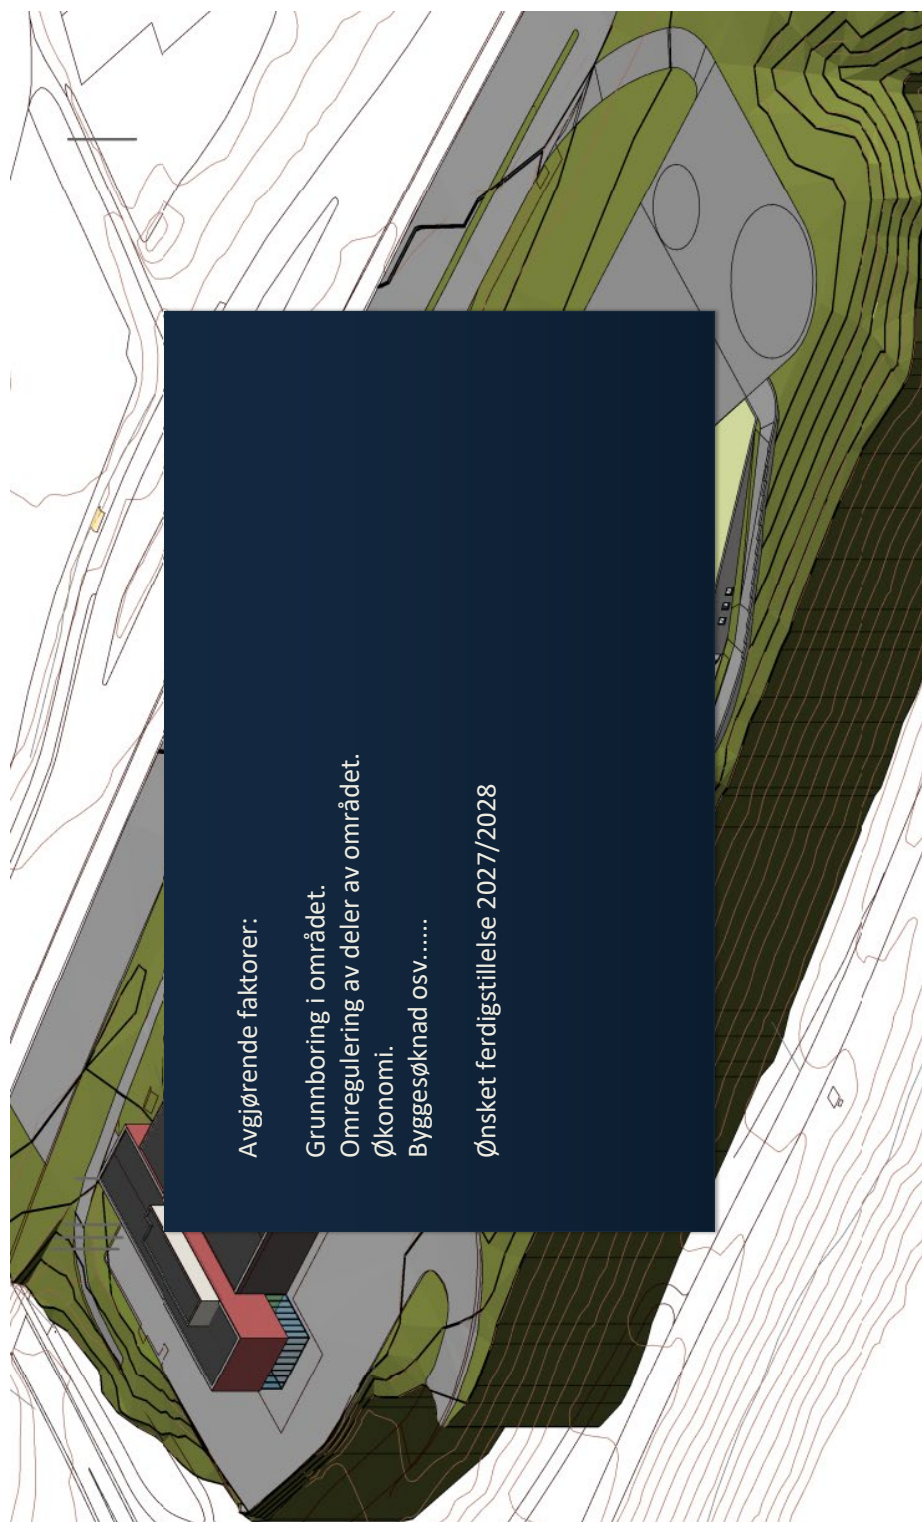 Avgjørende faktorer:
Grunnboring i området.
Omregulering av deler av området.
Økonomi.
Byggesøknad osv......
Ønsket ferdigstillelse 2027/2028